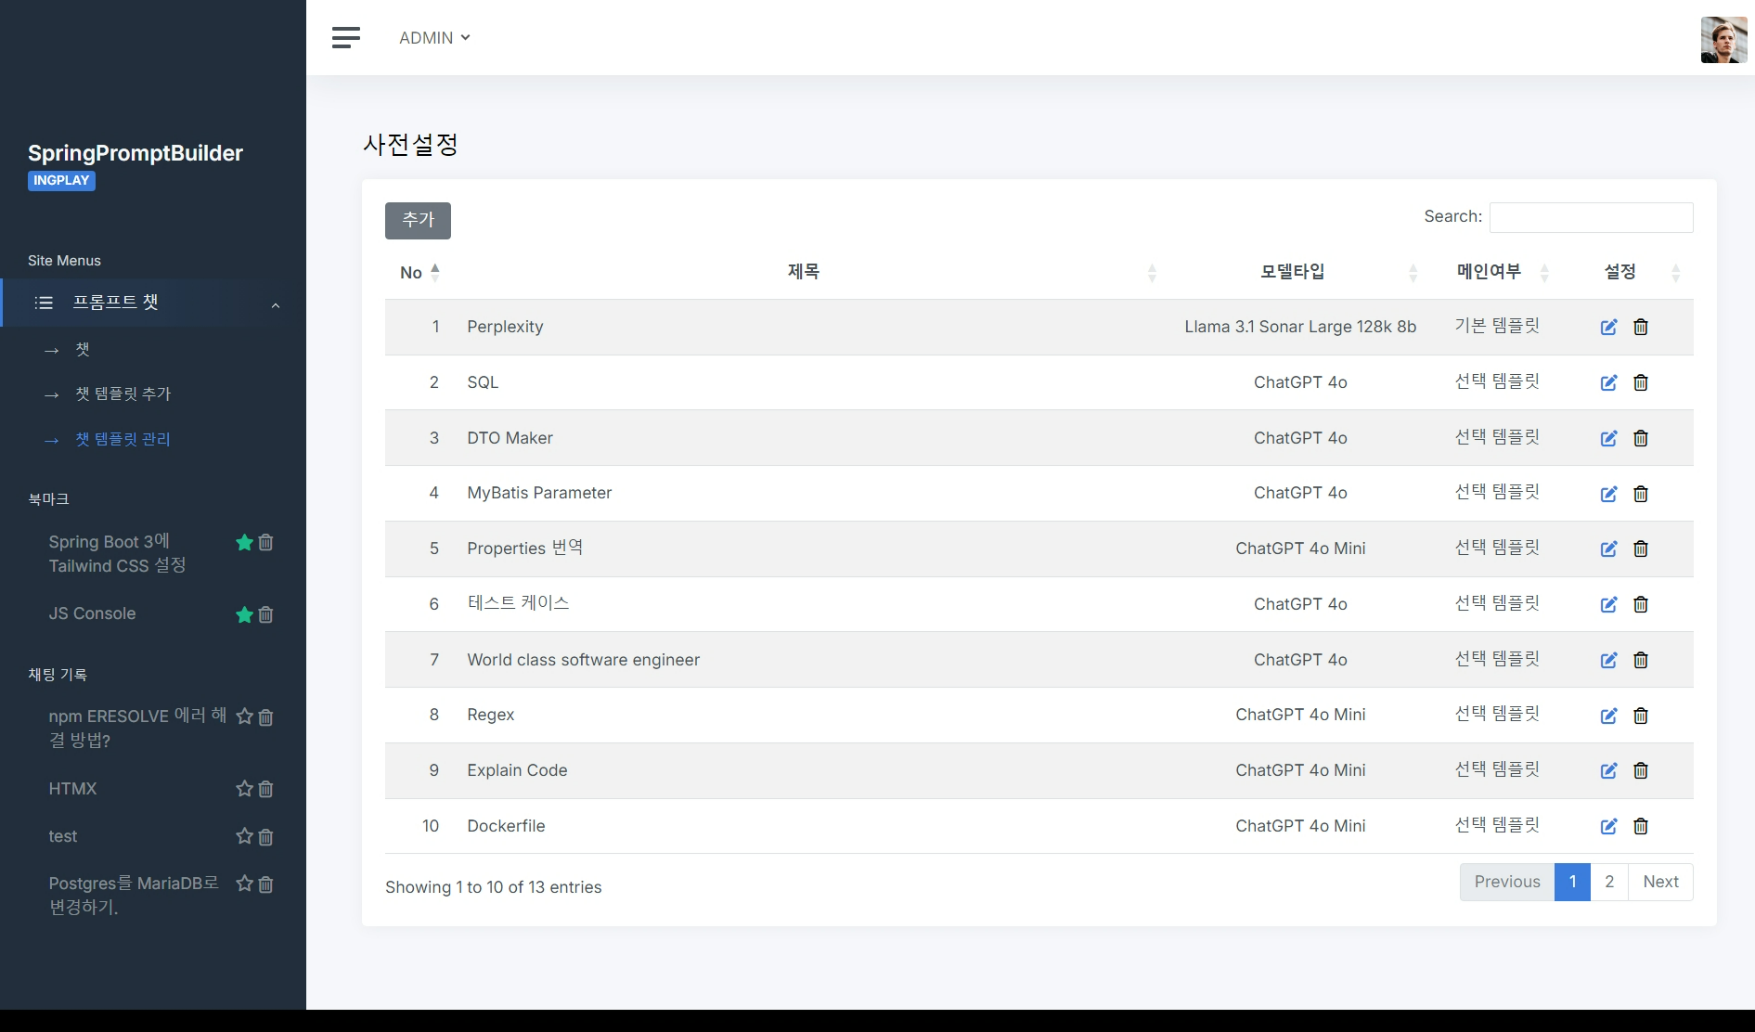 ADMIN
SpringPromptBuilder
INGPLAY
Site Menus
프롬프트 챗
→ 챗
→ 챗 템플릿 추가
→ 챗 템플릿 관리
북마크
Spring Boot 3에
Tailwind CSS 설정
JS Console
채팅 기록
npm ERESOLVE 에러 해
결 방법?
HTMX
test
Postgres를 MariaDB로
변경하기.
사전설정
추가
Search:
No 제목 모델타입 메인여부 설정
1 Perplexity Llama 3.1 Sonar Large 128k 8b 기본 템플릿
2 SQL ChatGPT 4o 선택 템플릿
3 DTO Maker ChatGPT 4o 선택 템플릿
4 MyBatis Parameter ChatGPT 4o 선택 템플릿
5 Properties 번역 ChatGPT 4o Mini 선택 템플릿
6 테스트 케이스 ChatGPT 4o 선택 템플릿
7 World class software engineer ChatGPT 4o 선택 템플릿
8 Regex ChatGPT 4o Mini 선택 템플릿
9 Explain Code ChatGPT 4o Mini 선택 템플릿
10 Dockerfile ChatGPT 4o Mini 선택 템플릿
Showing 1 to 10 of 13 entries
Previous 1 2 Next